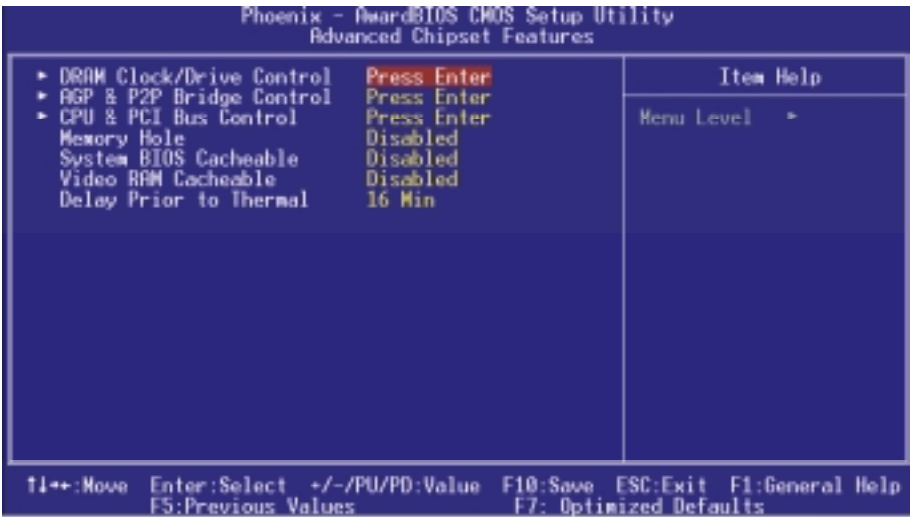 Phoenix - AwardBIOS CMOS Setup Utility
Advanced Chipset Features
► DRAM Clock/Drive Control Press Enter
► AGP & P2P Bridge Control Press Enter
► CPU & PCI Bus Control Press Enter
Memory Hole Disabled
System BIOS Cacheable Disabled
Video RAM Cacheable Disabled
Delay Prior to Thermal 16 Min
Item Help
Menu Level ►
↑↓→←:Move Enter:Select +/-/PU/PD:Value F10:Save ESC:Exit F1:General Help
F5:Previous Values F7: Optimized Defaults